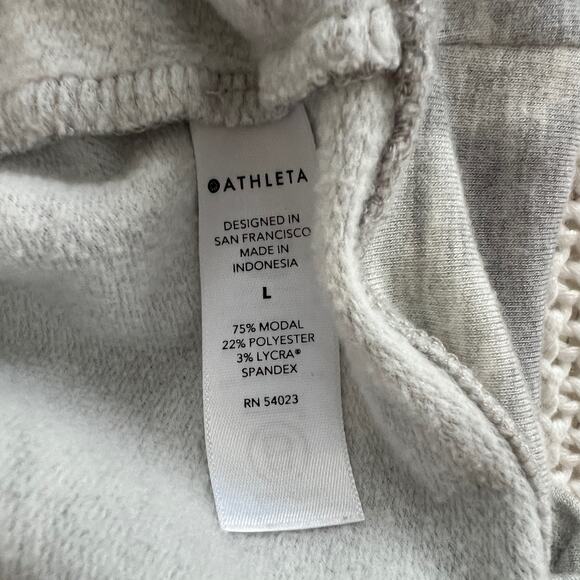 ATHLETA
DESIGNED IN
SAN FRANCISCO
MADE IN
INDONESIA
L
75% MODAL
22% POLYESTER
3% LYCRA®
SPANDEX
RN 54023